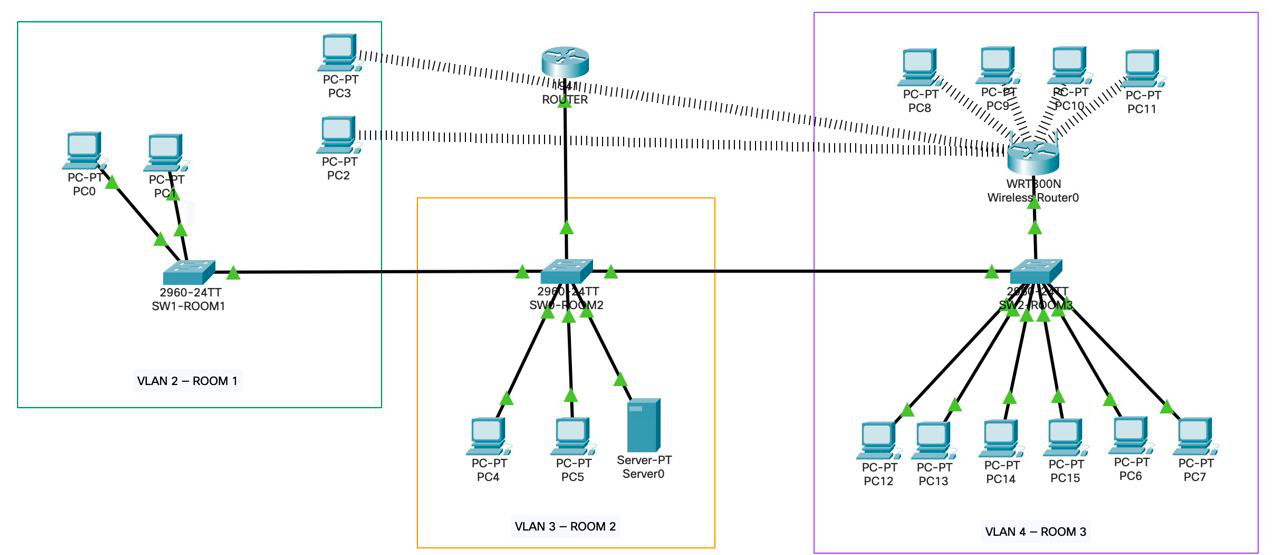 PC-PT
PC3
PC-PT
PC2
PC-PT
PC0
PC-PT
PC1
2960-24TT
SW1-ROOM1
VLAN 2 – ROOM 1
1941
ROUTER
2960-24TT
SW0-ROOM2
PC-PT
PC4
PC-PT
PC5
Server-PT
Server0
VLAN 3 – ROOM 2
PC-PT
PC8
PC-PT
PC9
PC-PT
PC10
PC-PT
PC11
WRT300N
Wireless Router0
2960-24TT
SW2-ROOM3
PC-PT
PC12
PC-PT
PC13
PC-PT
PC14
PC-PT
PC15
PC-PT
PC6
PC-PT
PC7
VLAN 4 – ROOM 3